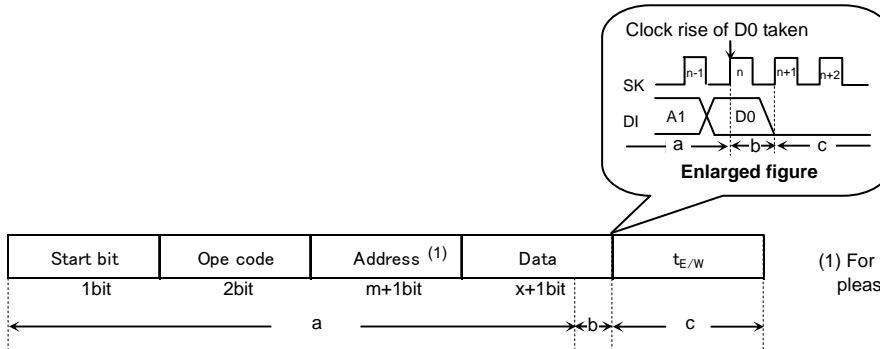 Clock rise of D0 taken
SK n-1 n n+1 n+2
DI A1 D0
a b c
Enlarged figure
Start bit Ope code Address (1) Data tE/W
1bit 2bit m+1bit x+1bit
a b c
(1) For
pleas